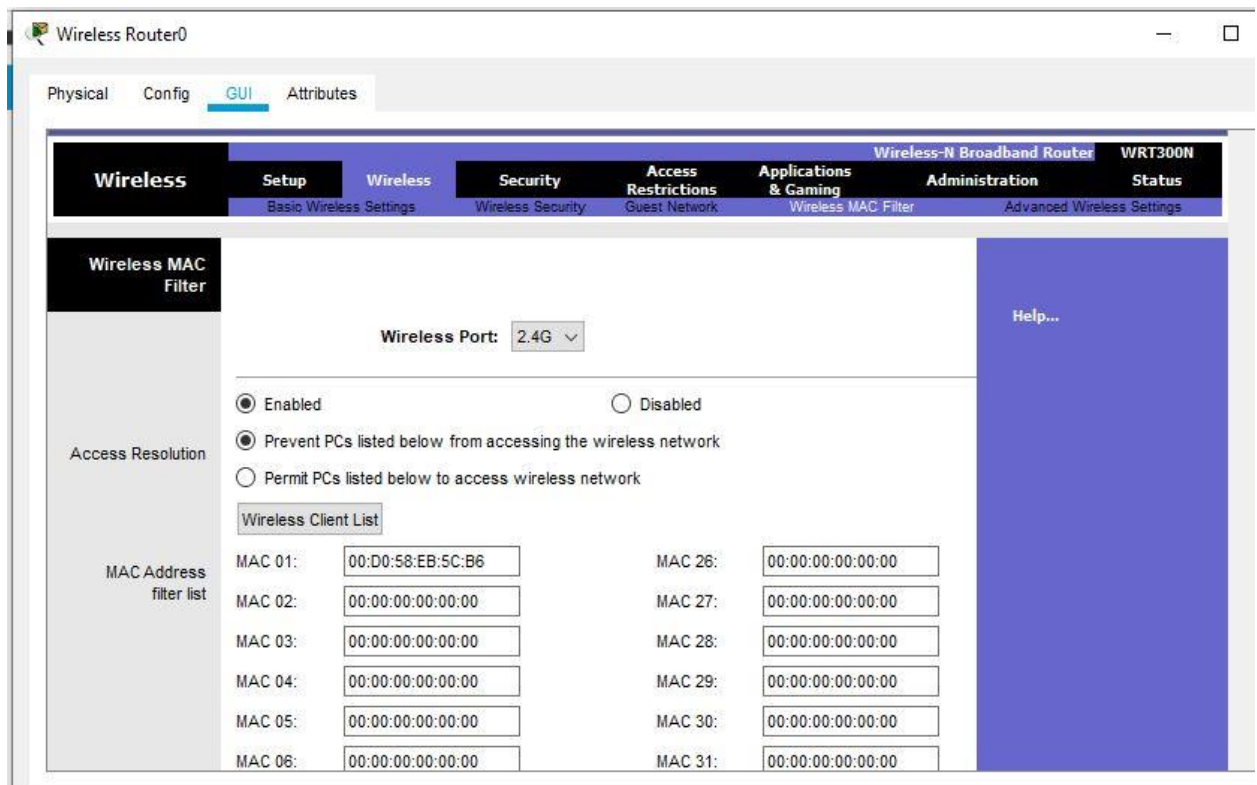 Wireless Router0
Physical Config GUI Attributes
Wireless-N Broadband Router WRT300N
Wireless Setup Wireless Security Access Restrictions Applications & Gaming Administration Status
Basic Wireless Settings Wireless Security Guest Network Wireless MAC Filter Advanced Wireless Settings
Wireless MAC
Filter
Help...
Wireless Port: 2.4G
Enabled Disabled
Access Resolution
Prevent PCs listed below from accessing the wireless network
Permit PCs listed below to access wireless network
Wireless Client List
MAC Address
filter list
MAC 01: 00:D0:58:EB:5C:B6 MAC 26: 00:00:00:00:00:00
MAC 02: 00:00:00:00:00:00 MAC 27: 00:00:00:00:00:00
MAC 03: 00:00:00:00:00:00 MAC 28: 00:00:00:00:00:00
MAC 04: 00:00:00:00:00:00 MAC 29: 00:00:00:00:00:00
MAC 05: 00:00:00:00:00:00 MAC 30: 00:00:00:00:00:00
MAC 06: 00:00:00:00:00:00 MAC 31: 00:00:00:00:00:00